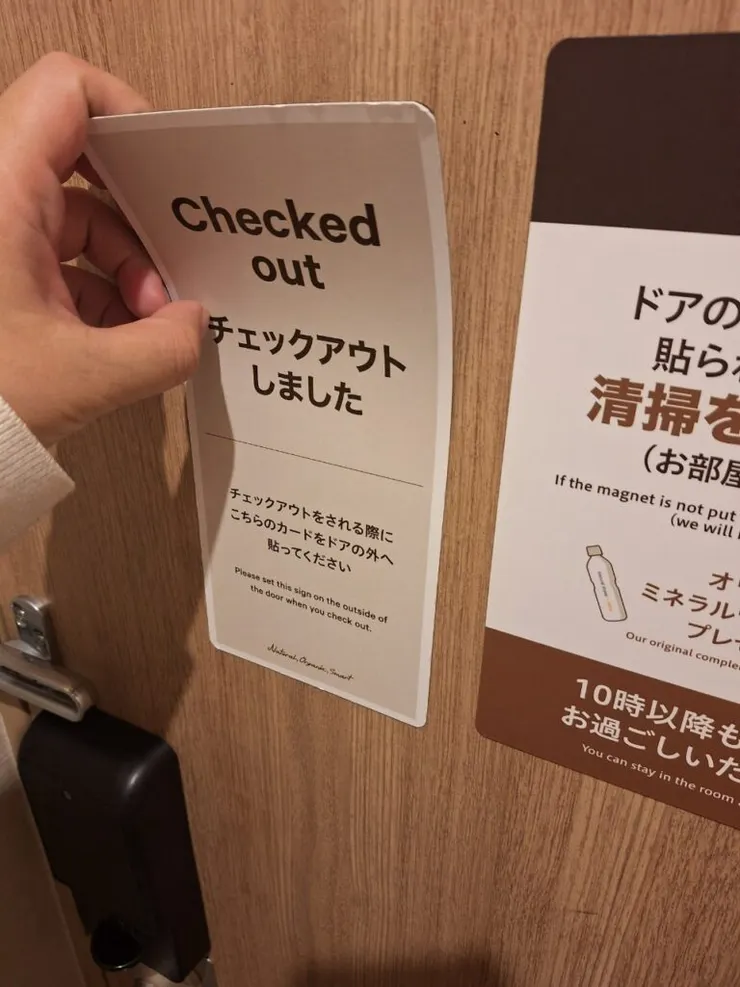 Checked
out
チェックアウト
しました
チェックアウトをされる際に
こちらのカードをドアの外へ
貼ってください
Please set this sign on the outside of
the door when you check out.
Natural, Organic, Smart
ドアの
貼ら
清掃を
(お部屋
If the magnet is not put
(we will
ミネラル
プレ
Our original
10時以降も
お過ごしいた
You can stay in the room